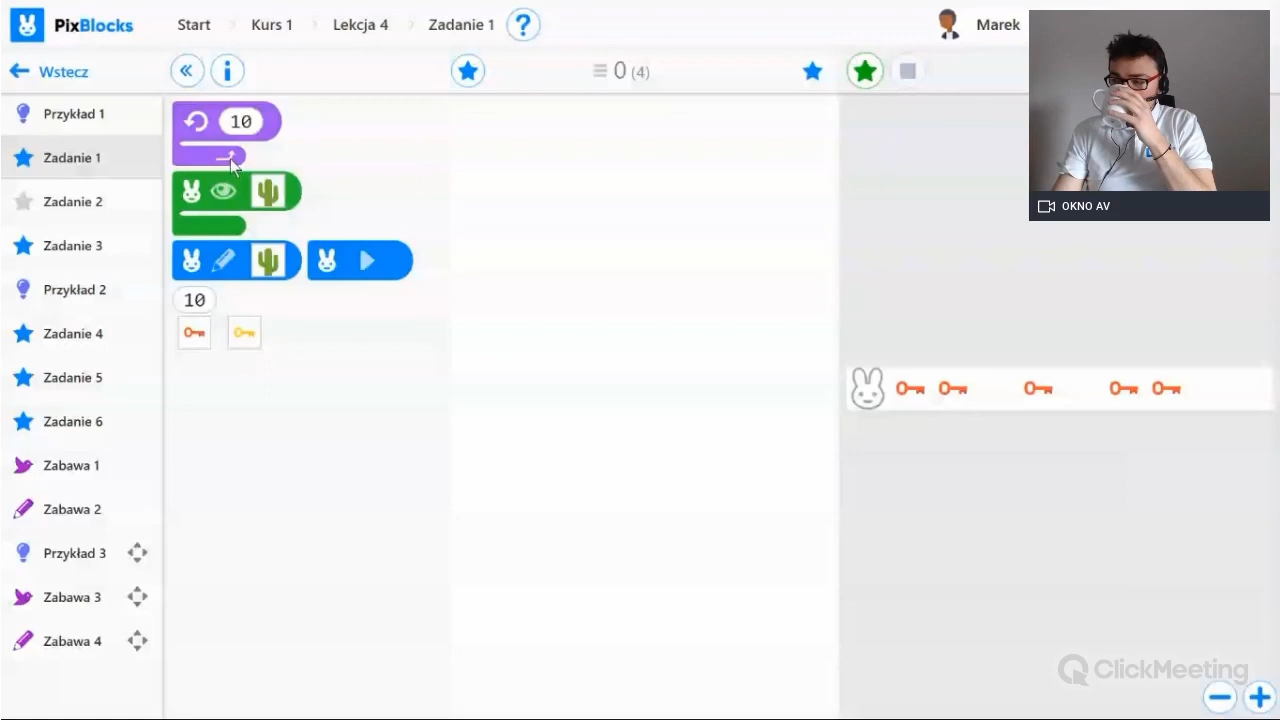 PixBlocks Start Kurs 1 Lekcja 4 Zadanie 1 ? Marek
Wstecz 0 (4)
Przykład 1
Zadanie 1
Zadanie 2
Zadanie 3
Przykład 2
Zadanie 4
Zadanie 5
Zadanie 6
Zabawa 1
Zabawa 2
Przykład 3
Zabawa 3
Zabawa 4
10
10
OKNO AV
ClickMeeting